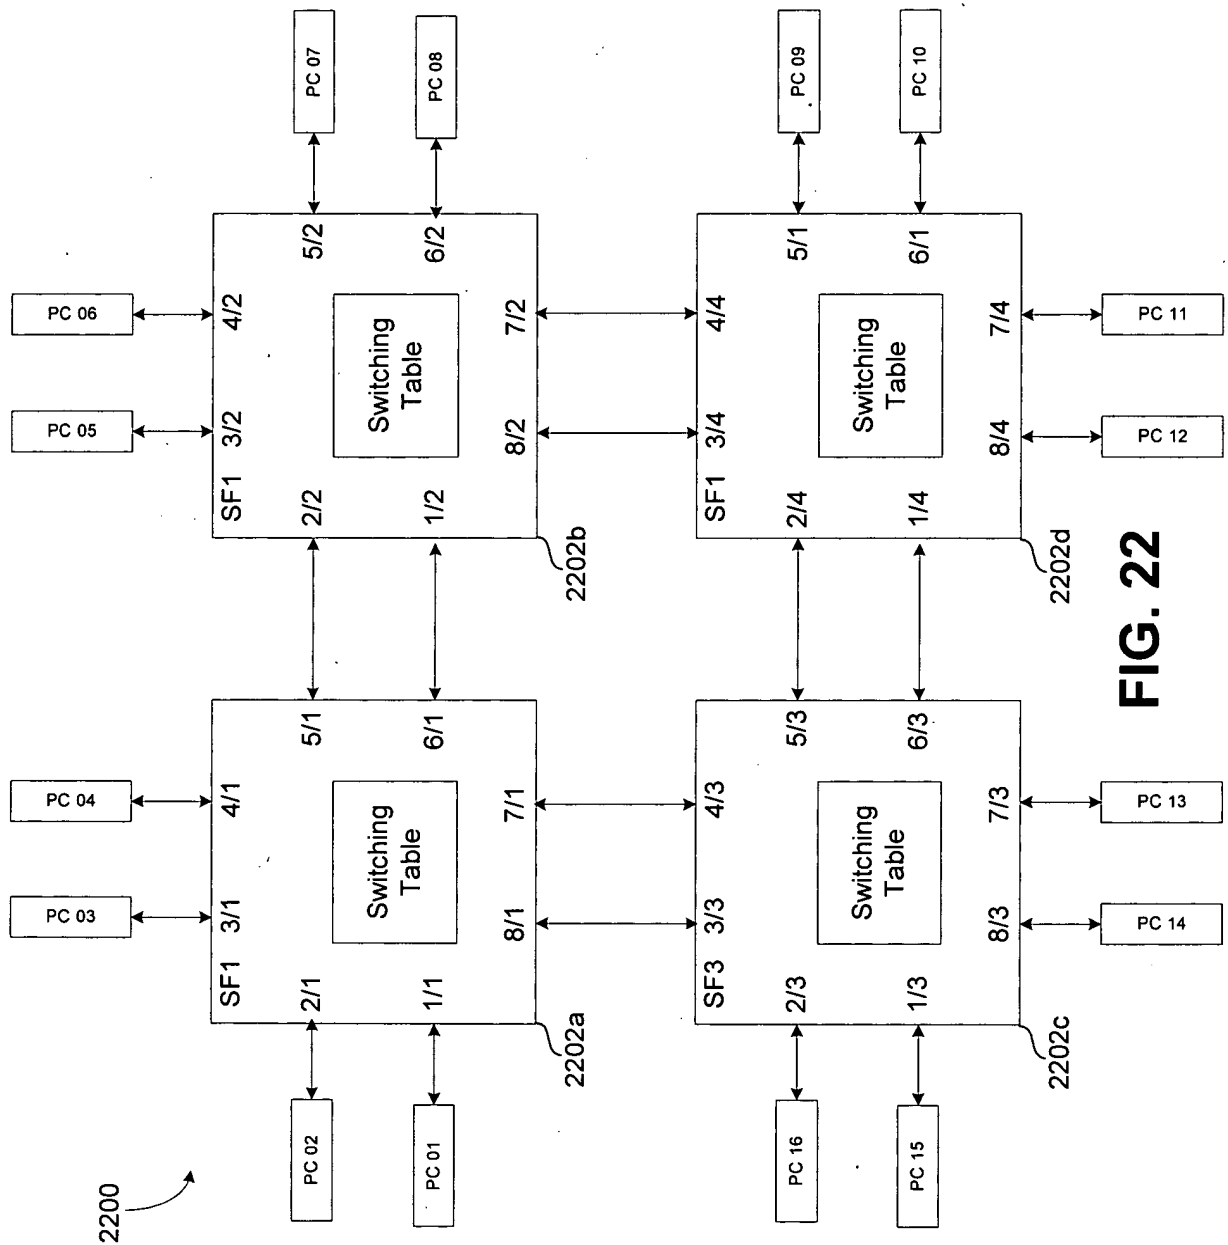 PC 07
PC 08
PC 09
PC 10
PC 06
PC 05
5/2
6/2
4/2
3/2
SF1
2/2
1/2
7/2
8/2
Switching
Table
2202b
5/1
6/1
4/4
3/4
SF1
2/4
1/4
7/4
8/4
Switching
Table
2202d
PC 11
PC 12
PC 04
PC 03
5/1
6/1
4/1
3/1
SF1
2/1
1/1
7/1
8/1
Switching
Table
2202a
5/3
6/3
4/3
3/3
SF3
2/3
1/3
7/3
8/3
Switching
Table
2202c
PC 13
PC 14
PC 02
PC 01
PC 16
PC 15
2200
FIG. 22